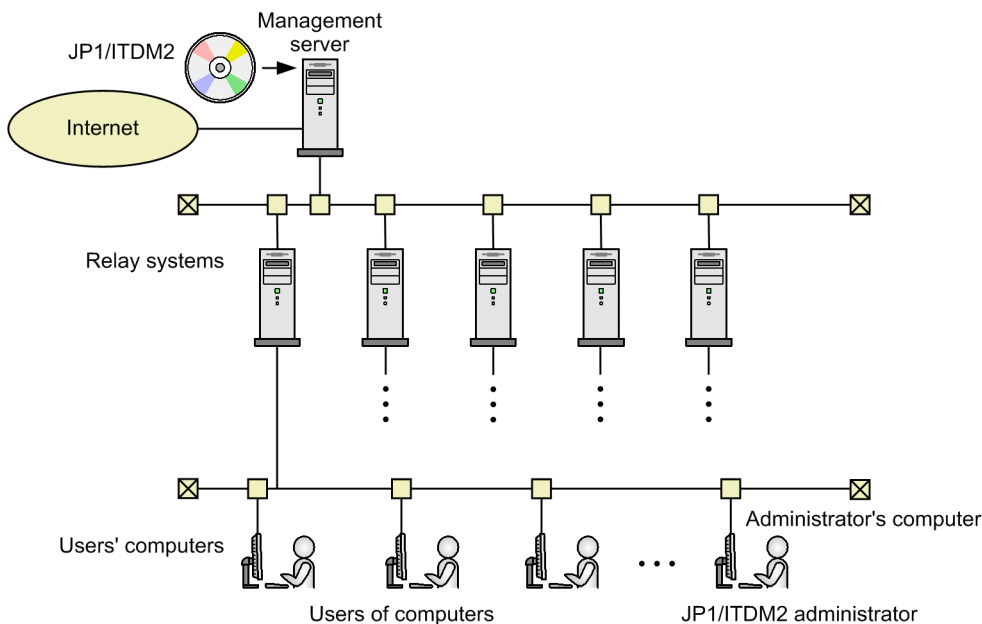 Management
server
JP1/ITDM2
Internet
Relay systems
Administrator's computer
Users' computers
Users of computers
JP1/ITDM2 administrator